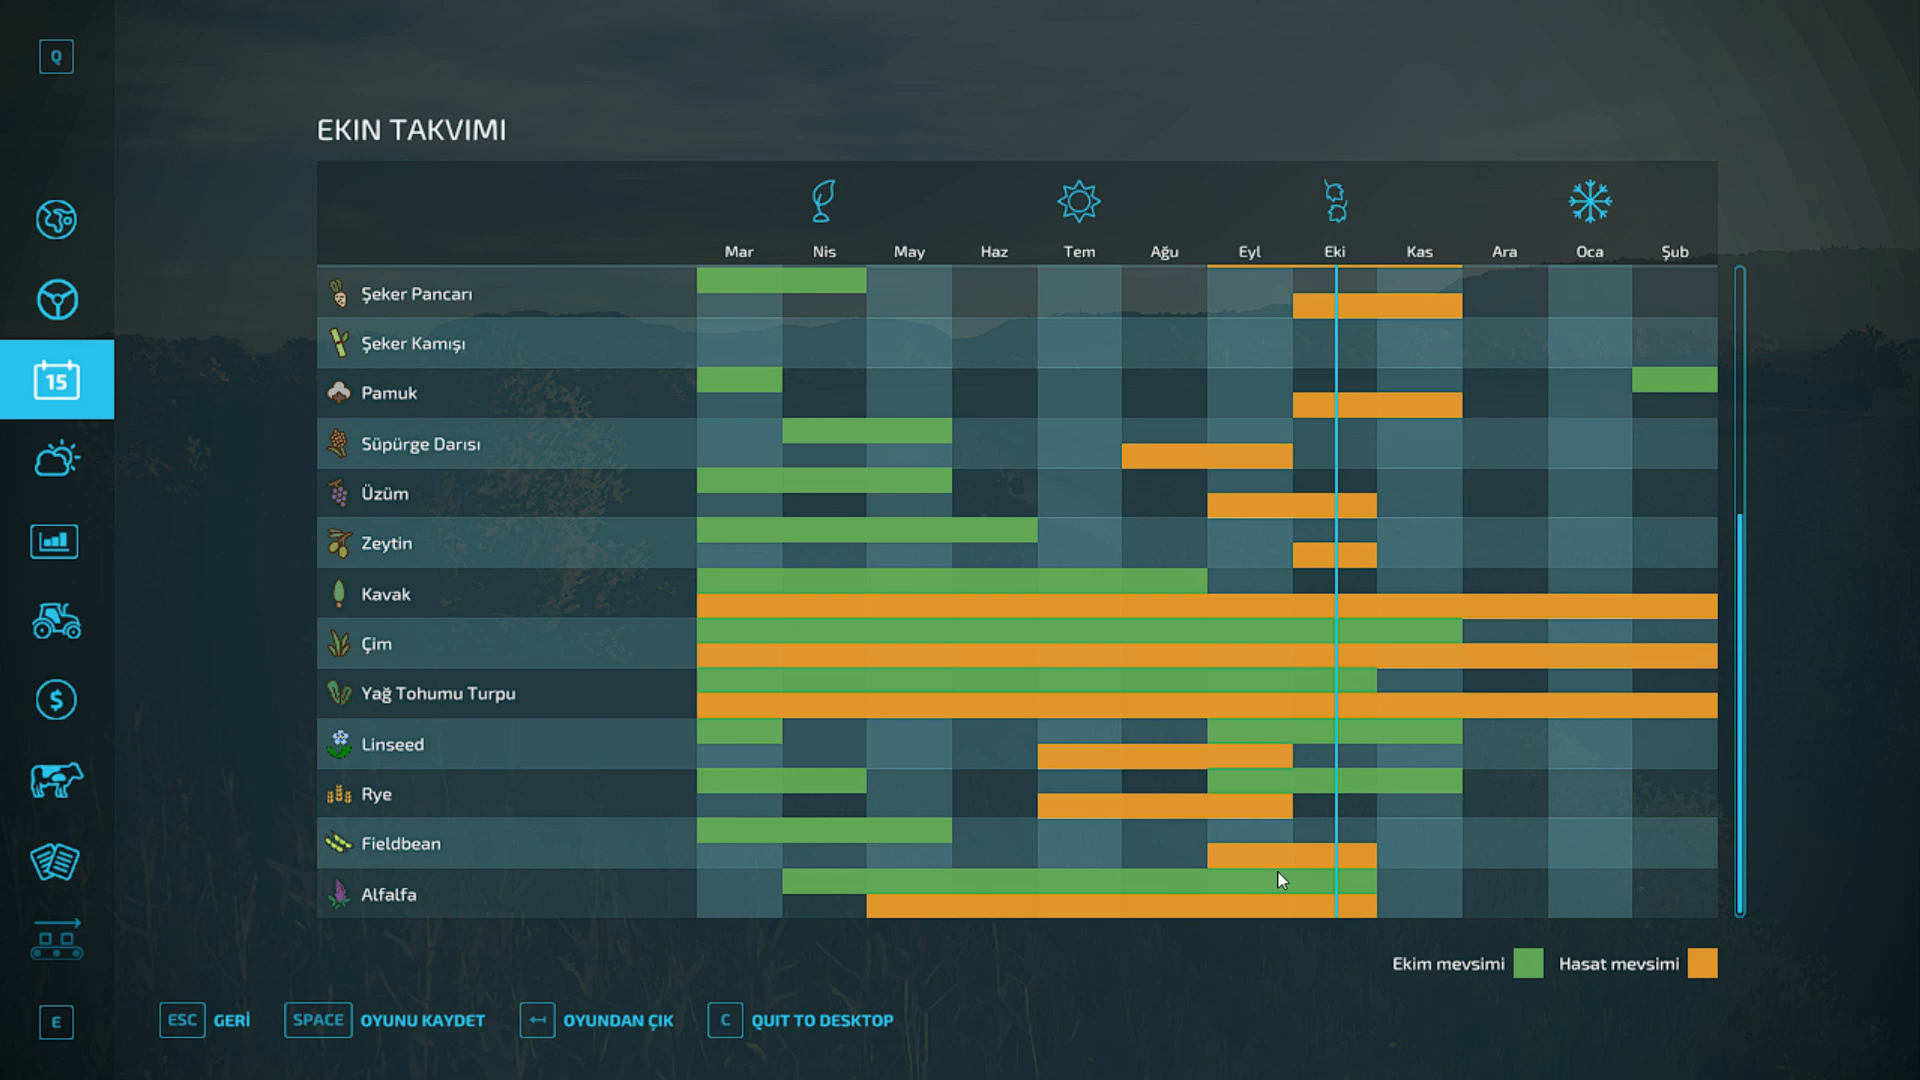 Q
EKIN TAKVIMI
Mar Nis May Haz Tem Ağu Eyl Eki Kas Ara Oca Şub
Şeker Pancarı
Şeker Kamışı
15
Pamuk
Süpürge Darısı
Üzüm
Zeytin
Kavak
Çim
Yağ Tohumu Turpu
$
Linseed
Rye
Fieldbean
Alfalfa
Ekim mevsimi Hasat mevsimi
E
ESC GERİ SPACE OYUNU KAYDET OYUNDAN ÇIK C QUIT TO DESKTOP